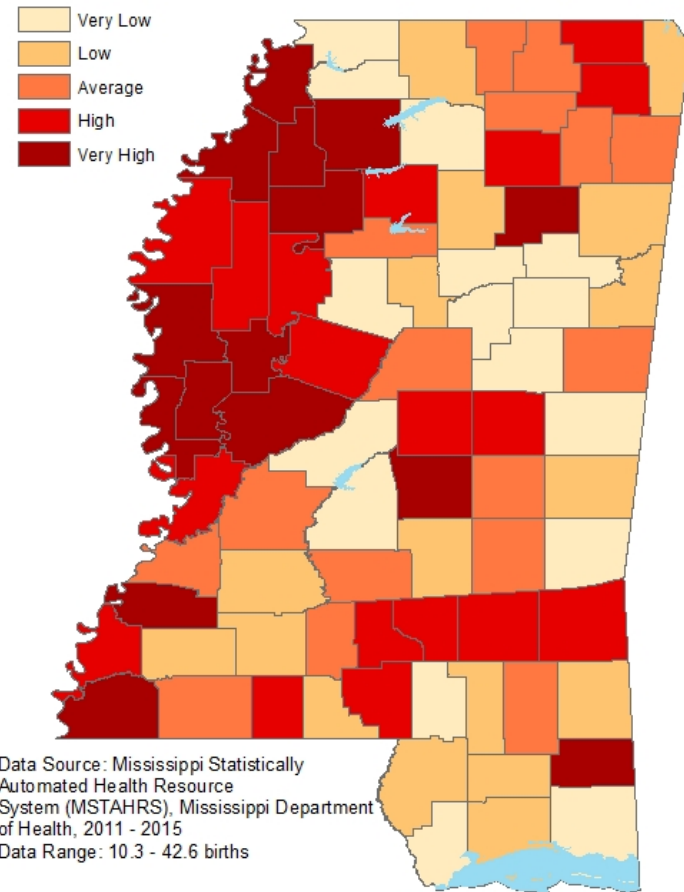 Very Low
Low
Average
High
Very High
Data Source: Mississippi Statistically
Automated Health Resource
System (MSTAHRS), Mississippi Department
of Health, 2011 - 2015
Data Range: 10.3 - 42.6 births